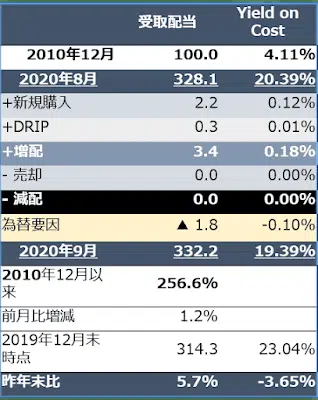 受取配当 Yield on Cost
2010年12月 100.0 4.11%
2020年8月 328.1 20.39%
+新規購入 2.2 0.12%
+DRIP 0.3 0.01%
+増配 3.4 0.18%
- 売却 0.0 0.00%
- 減配 0.0 0.00%
為替要因 ▲ 1.8 -0.10%
2020年9月 332.2 19.39%
2010年12月以来 256.6%
前月比増減 1.2%
2019年12月末時点 314.3 23.04%
昨年末比 5.7% -3.65%